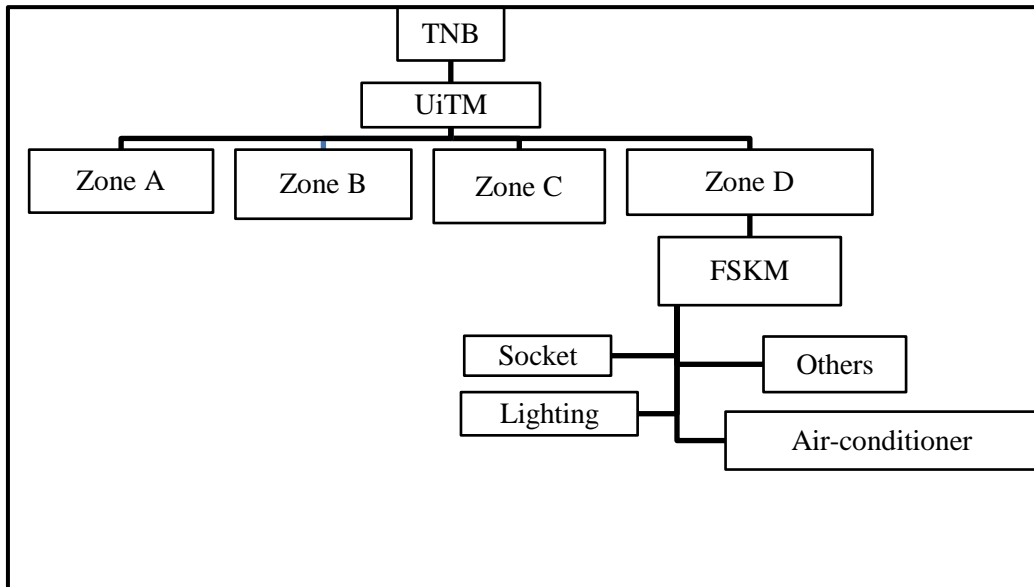 TNB
UiTM
Zone A
Zone B
Zone C
Zone D
FSKM
Socket
Others
Lighting
Air-conditioner